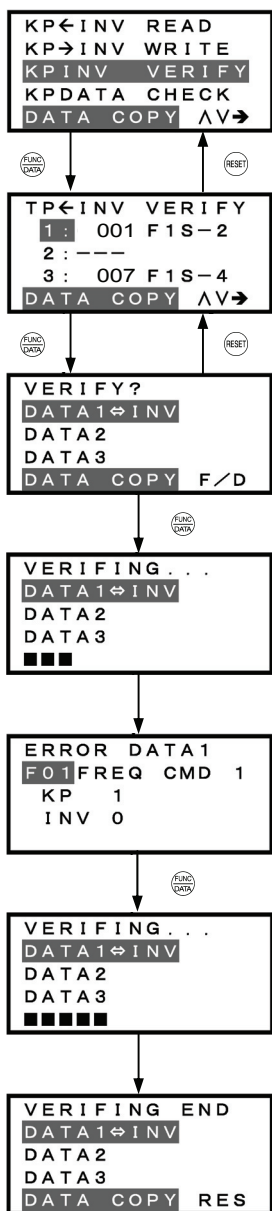 KP←INV READ
KP→INV WRITE
KPINV VERIFY
KPDATA CHECK
DATA COPY ∧∨→
FUNC
DATA
RESET
TP←INV VERIFY
1: 001 F1S-2
2:---
3: 007 F1S-4
DATA COPY ∧∨→
FUNC
DATA
RESET
VERIFY?
DATA1⇔INV
DATA2
DATA3
DATA COPY F/D
FUNC
DATA
VERIFING...
DATA1⇔INV
DATA2
DATA3
■■■
ERROR DATA1
F01FREQ CMD 1
KP 1
INV 0
FUNC
DATA
VERIFING...
DATA1⇔INV
DATA2
DATA3
■■■■■
VERIFING END
DATA1⇔INV
DATA2
DATA3
DATA COPY RES